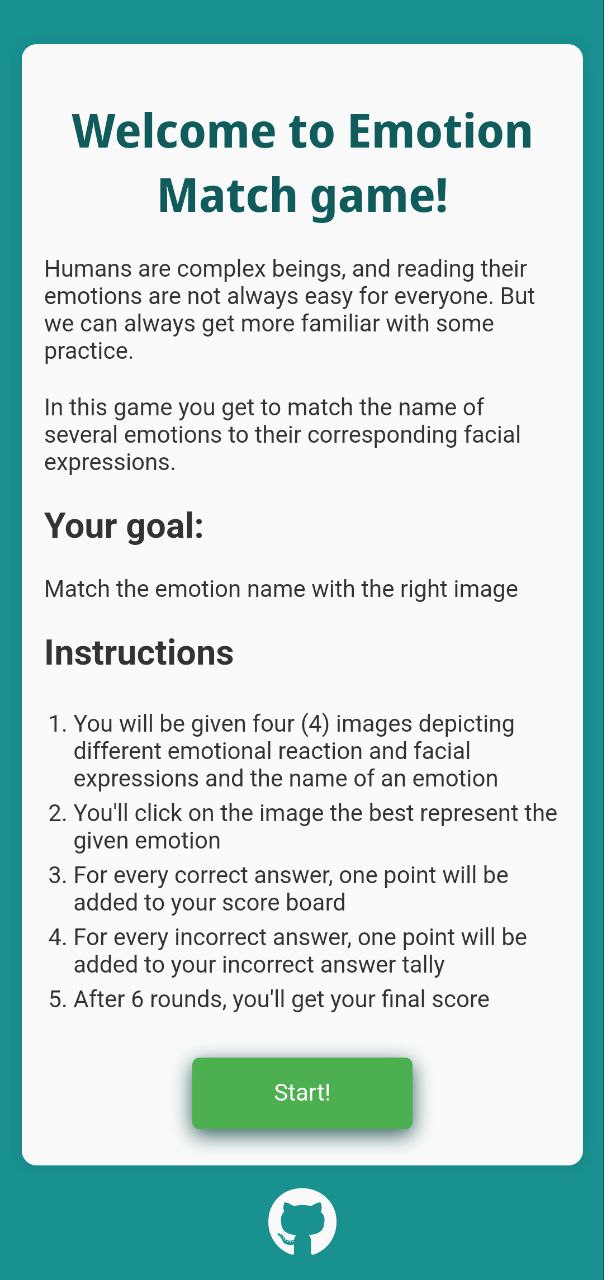 Welcome to Emotion
Match game!
Humans are complex beings, and reading their
emotions are not always easy for everyone. But
we can always get more familiar with some
practice.
In this game you get to match the name of
several emotions to their corresponding facial
expressions.
Your goal:
Match the emotion name with the right image
Instructions
1. You will be given four (4) images depicting
different emotional reaction and facial
expressions and the name of an emotion
2. You'll click on the image the best represent the
given emotion
3. For every correct answer, one point will be
added to your score board
4. For every incorrect answer, one point will be
added to your incorrect answer tally
5. After 6 rounds, you'll get your final score
Start!